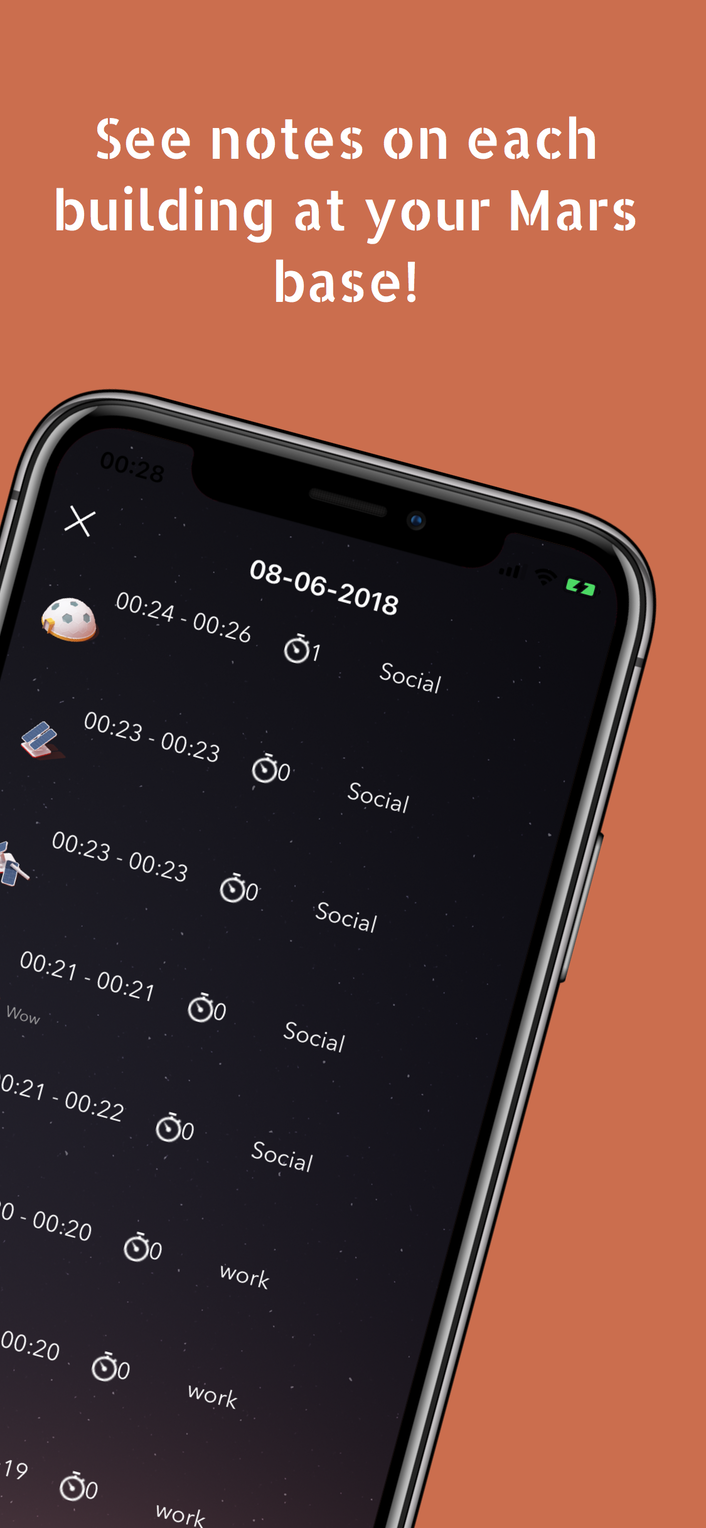 See notes on each
building at your Mars
base!
00:28
08-06-2018
00:24 - 00:26 1 Social
00:23 - 00:23 0 Social
00:23 - 00:23 0 Social
00:21 - 00:21 0 Social
Wow
0:21 - 00:22 0 Social
0 - 00:20 0 work
00:20 0 work
19 0 work